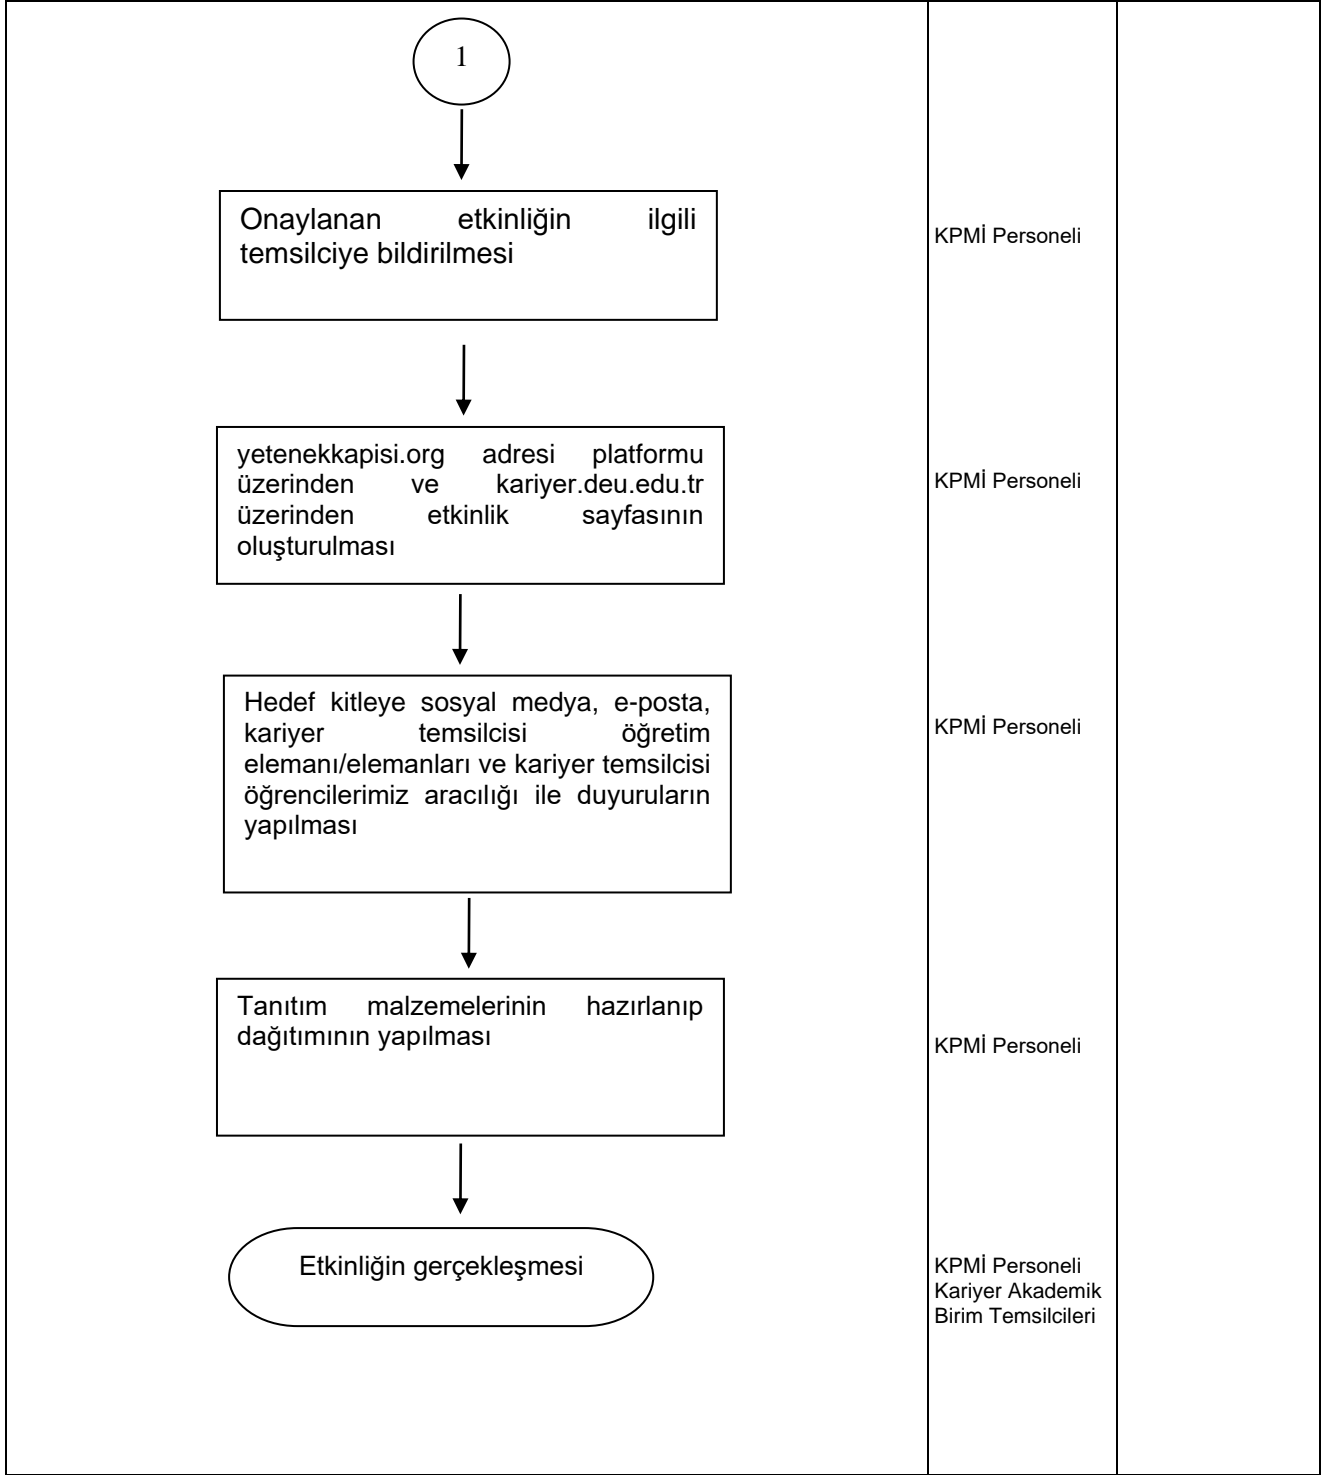 1
Onaylanan etkinliğin ilgili
temsilciye bildirilmesi
KPMİ Personeli
yetenekkapisi.org adresi platformu
üzerinden ve kariyer.deu.edu.tr
üzerinden etkinlik sayfasının
oluşturulması
KPMİ Personeli
Hedef kitleye sosyal medya, e-posta,
kariyer temsilcisi öğretim
elemanı/elemanları ve kariyer temsilcisi
öğrencilerimiz aracılığı ile duyuruların
yapılması
KPMİ Personeli
Tanıtım malzemelerinin hazırlanıp
dağıtımının yapılması
KPMİ Personeli
Etkinliğin gerçekleşmesi
KPMİ Personeli
Kariyer Akademik
Birim Temsilcileri